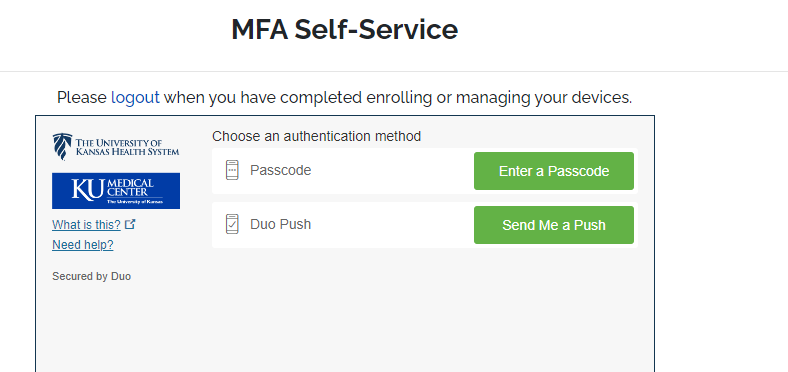 MFA Self-Service
Please logout when you have completed enrolling or managing your devices.
THE UNIVERSITY OF
KANSAS HEALTH SYSTEM
KU MEDICAL
CENTER
The University of Kansas
What is this?
Need help?
Secured by Duo
Choose an authentication method
Passcode
Enter a Passcode
Duo Push
Send Me a Push